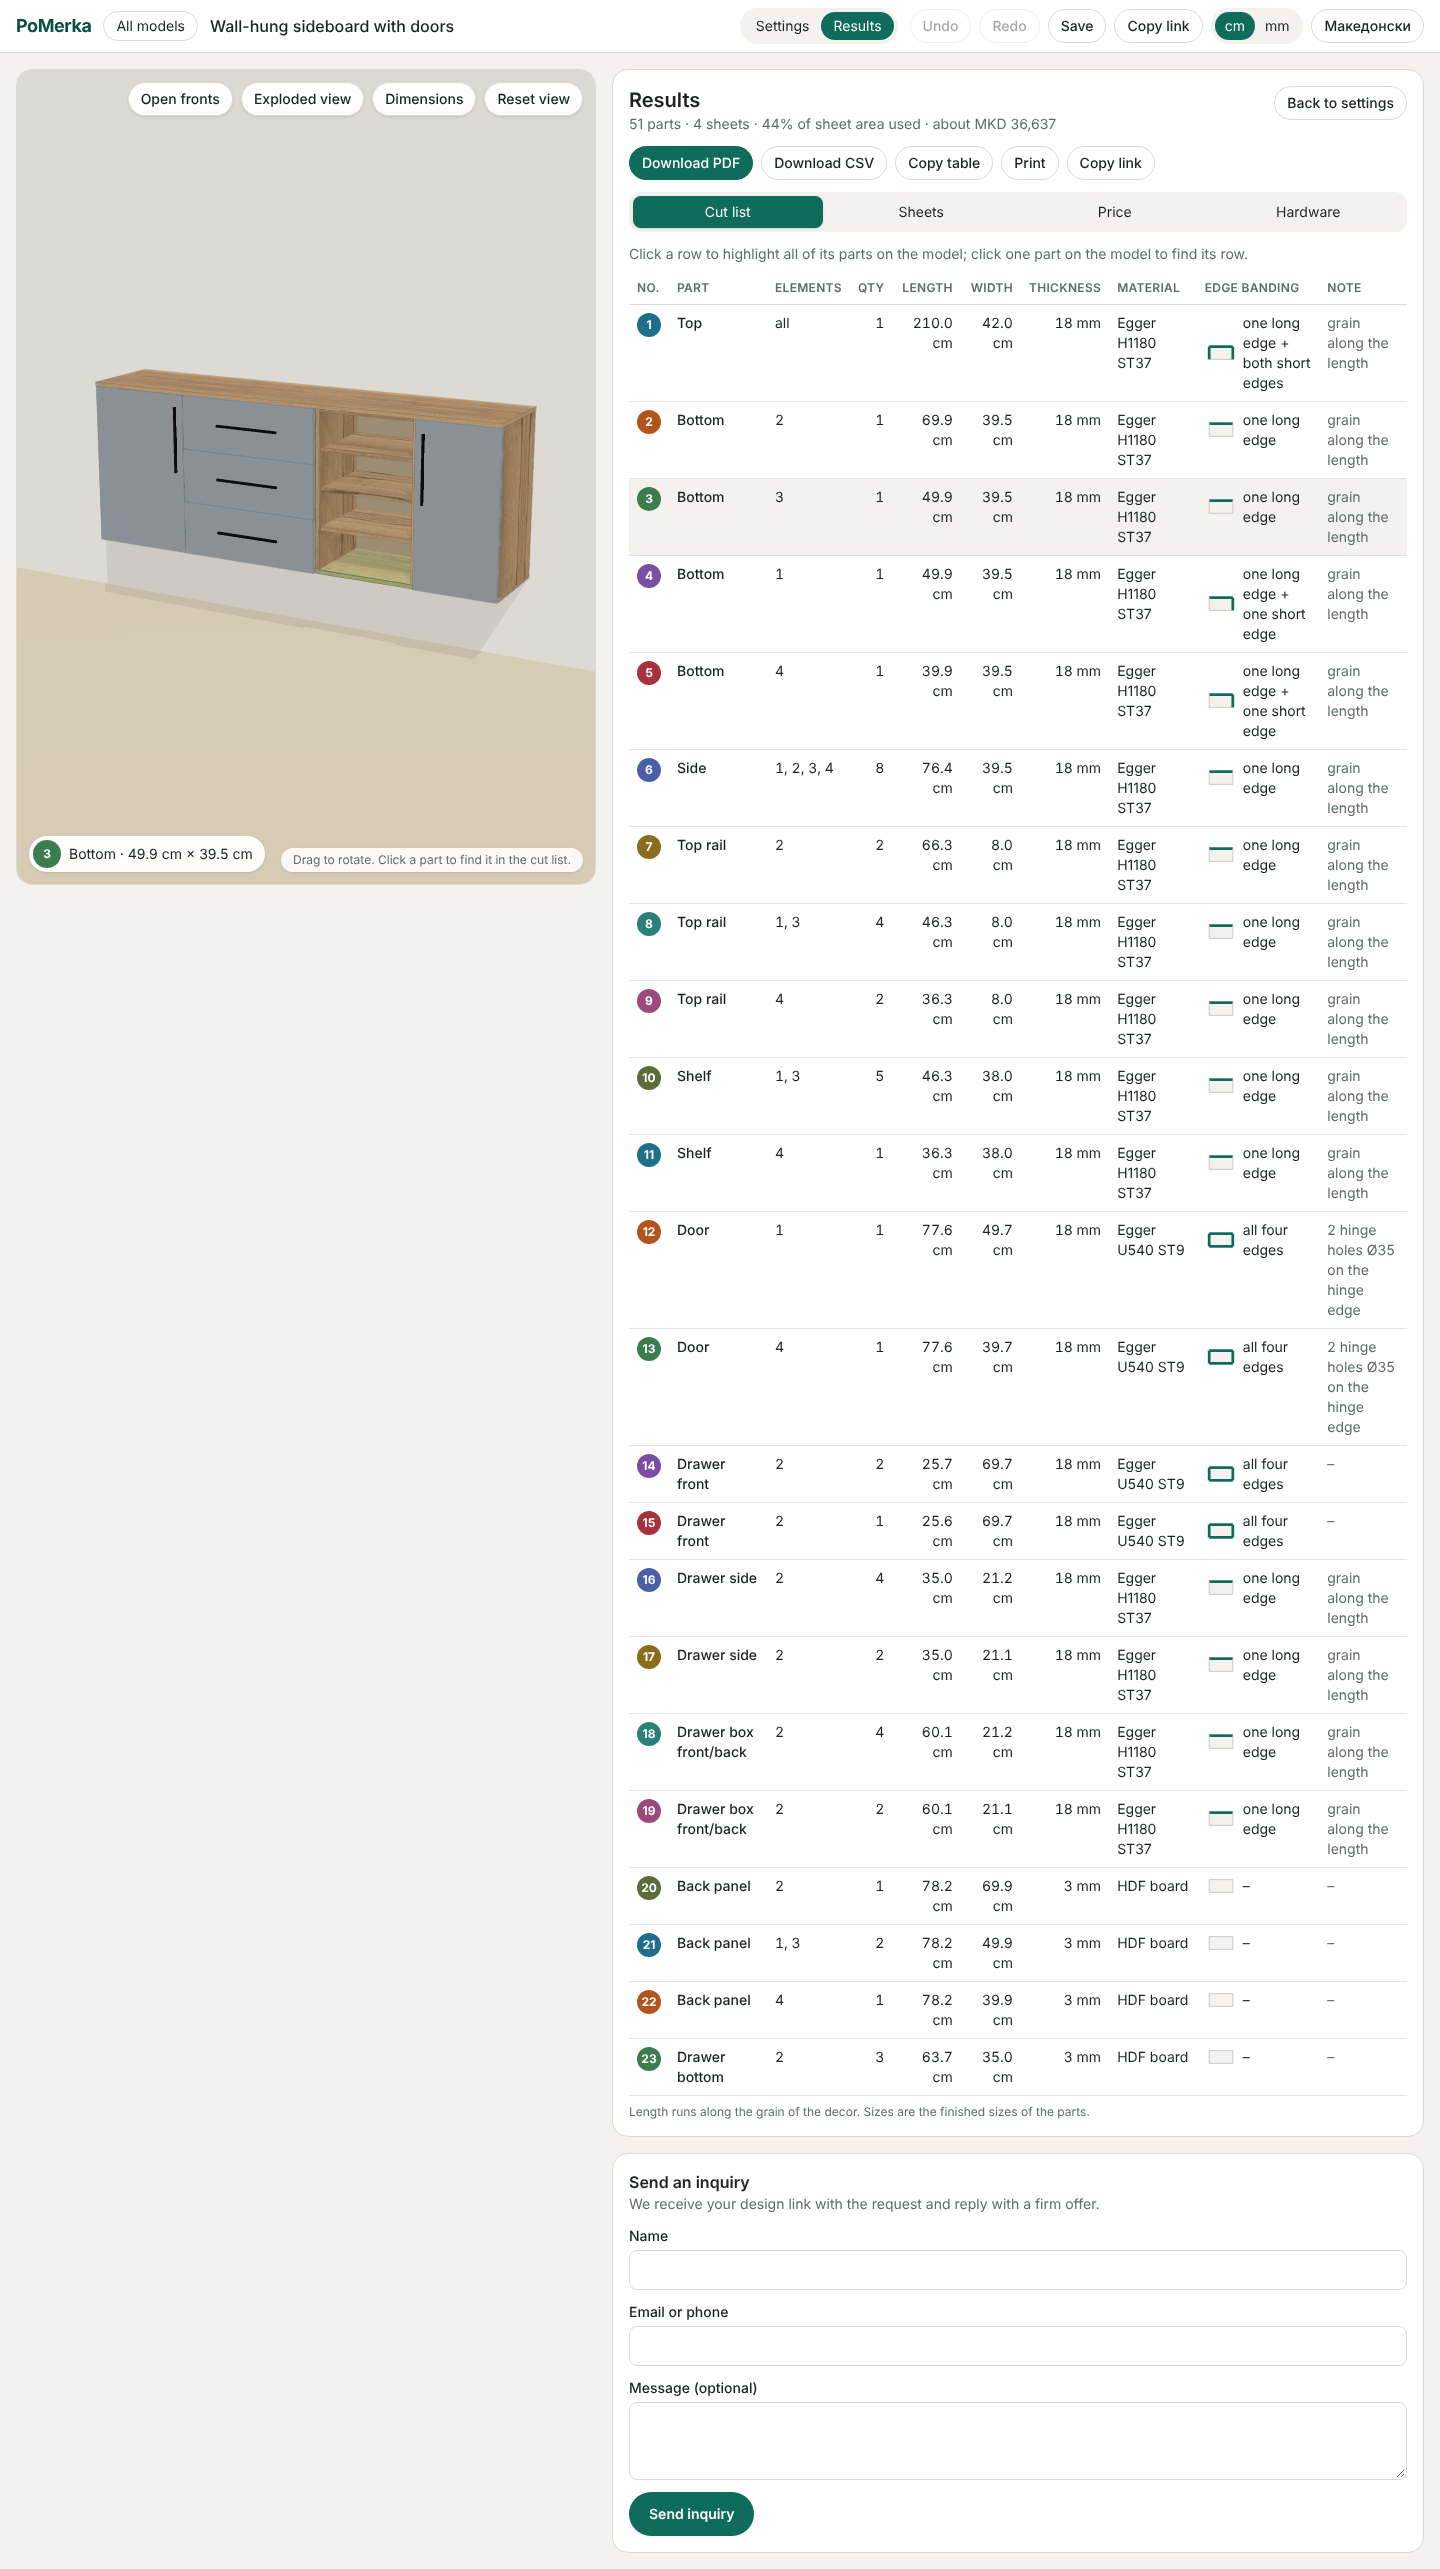 PoMerka All models Wall-hung sideboard with doors Settings Results Undo Redo Save Copy link cm mm Македонски
Open fronts Exploded view Dimensions Reset view
3 Bottom · 49.9 cm × 39.5 cm
Drag to rotate. Click a part to find it in the cut list.
Results
Back to settings
51 parts · 4 sheets · 44% of sheet area used · about MKD 36,637
Download PDF Download CSV Copy table Print Copy link
Cut list Sheets Price Hardware
Click a row to highlight all of its parts on the model; click one part on the model to find its row.
NO. PART ELEMENTS QTY LENGTH WIDTH THICKNESS MATERIAL EDGE BANDING NOTE
1 Top all 1 210.0 cm 42.0 cm 18 mm Egger H1180 ST37 one long edge + both short edges grain along the length
2 Bottom 2 1 69.9 cm 39.5 cm 18 mm Egger H1180 ST37 one long edge grain along the length
3 Bottom 3 1 49.9 cm 39.5 cm 18 mm Egger H1180 ST37 one long edge grain along the length
4 Bottom 1 1 49.9 cm 39.5 cm 18 mm Egger H1180 ST37 one long edge + one short edge grain along the length
5 Bottom 4 1 39.9 cm 39.5 cm 18 mm Egger H1180 ST37 one long edge + one short edge grain along the length
6 Side 1, 2, 3, 4 8 76.4 cm 39.5 cm 18 mm Egger H1180 ST37 one long edge grain along the length
7 Top rail 2 2 66.3 cm 8.0 cm 18 mm Egger H1180 ST37 one long edge grain along the length
8 Top rail 1, 3 4 46.3 cm 8.0 cm 18 mm Egger H1180 ST37 one long edge grain along the length
9 Top rail 4 2 36.3 cm 8.0 cm 18 mm Egger H1180 ST37 one long edge grain along the length
10 Shelf 1, 3 5 46.3 cm 38.0 cm 18 mm Egger H1180 ST37 one long edge grain along the length
11 Shelf 4 1 36.3 cm 38.0 cm 18 mm Egger H1180 ST37 one long edge grain along the length
12 Door 1 1 77.6 cm 49.7 cm 18 mm Egger U540 ST9 all four edges 2 hinge holes Ø35 on the hinge edge
13 Door 4 1 77.6 cm 39.7 cm 18 mm Egger U540 ST9 all four edges 2 hinge holes Ø35 on the hinge edge
14 Drawer front 2 2 25.7 cm 69.7 cm 18 mm Egger U540 ST9 all four edges –
15 Drawer front 2 1 25.6 cm 69.7 cm 18 mm Egger U540 ST9 all four edges –
16 Drawer side 2 4 35.0 cm 21.2 cm 18 mm Egger H1180 ST37 one long edge grain along the length
17 Drawer side 2 2 35.0 cm 21.1 cm 18 mm Egger H1180 ST37 one long edge grain along the length
18 Drawer box front/back 2 4 60.1 cm 21.2 cm 18 mm Egger H1180 ST37 one long edge grain along the length
19 Drawer box front/back 2 2 60.1 cm 21.1 cm 18 mm Egger H1180 ST37 one long edge grain along the length
20 Back panel 2 1 78.2 cm 69.9 cm 3 mm HDF board – –
21 Back panel 1, 3 2 78.2 cm 49.9 cm 3 mm HDF board – –
22 Back panel 4 1 78.2 cm 39.9 cm 3 mm HDF board – –
23 Drawer bottom 2 3 63.7 cm 35.0 cm 3 mm HDF board – –
Length runs along the grain of the decor. Sizes are the finished sizes of the parts.
Send an inquiry
We receive your design link with the request and reply with a firm offer.
Name
Email or phone
Message (optional)
Send inquiry